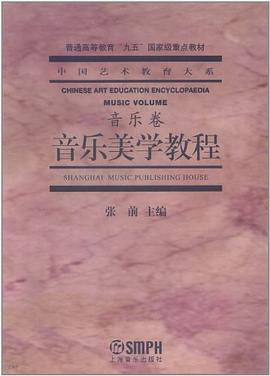 普通高等教育“九五”国家级重点教材
中国艺术教育大系
CHINESE ART EDUCATION ENCYCLOPAEDIA
MUSIC VOLUME
音乐卷
音乐美学教程
SHANGHAI MUSIC PUBLISHING HOUSE
张 前 主编
SMPH
上海音乐出版社